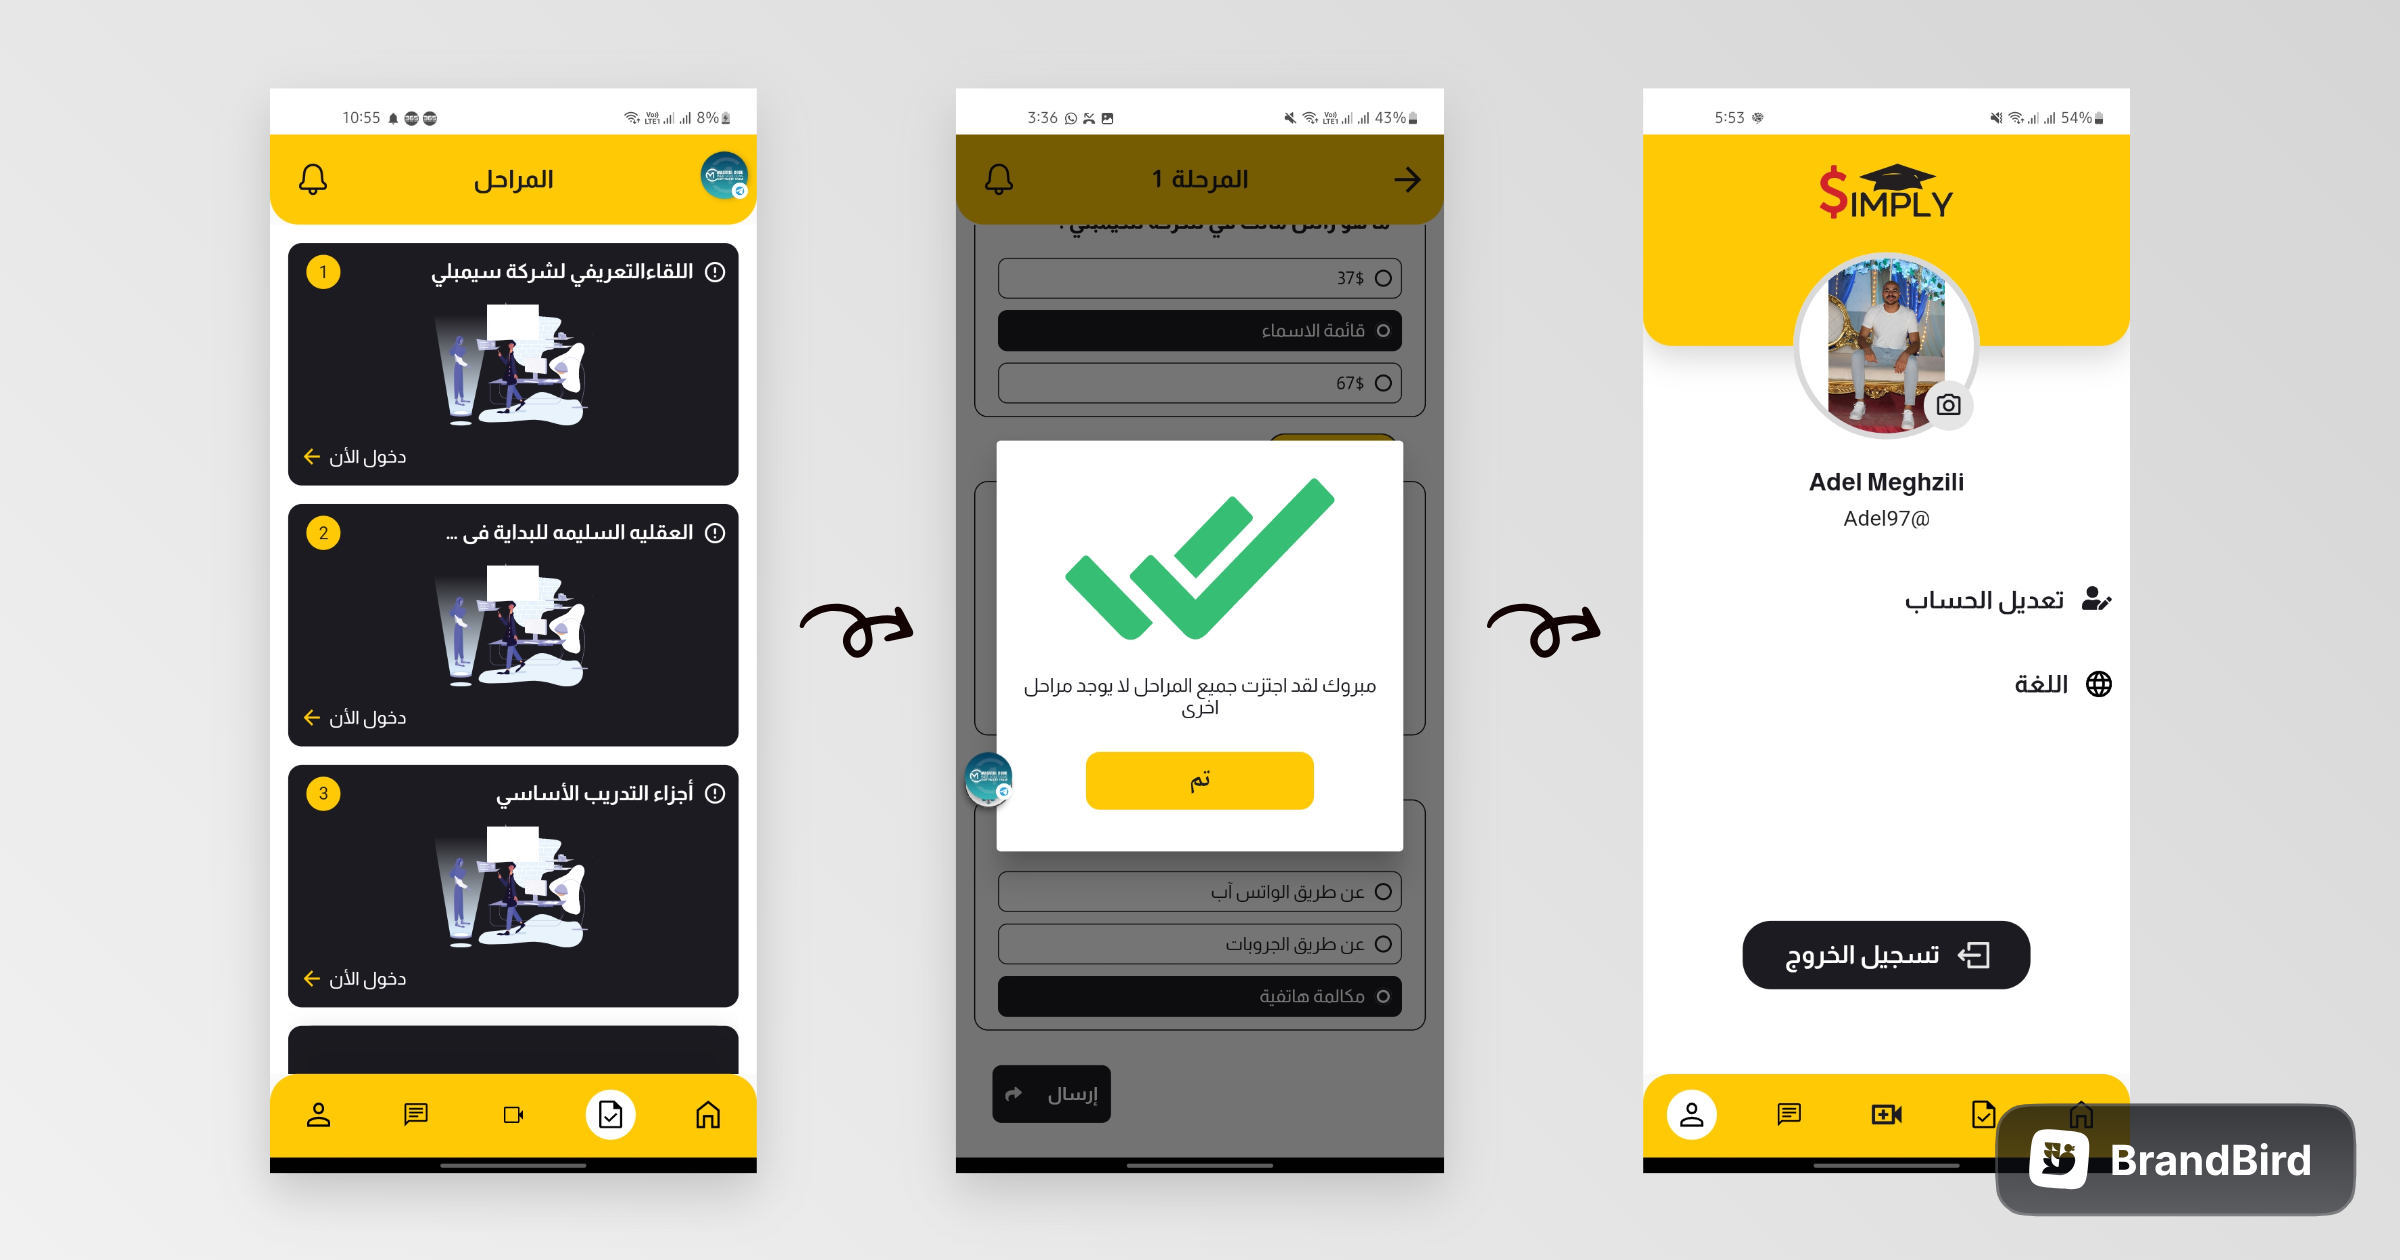 10:55
8%
المراحل
اللقاءالتعريفي لشركة سيمبلي
1
دخول الأن
العقليه السليمه للبداية فى ...
2
دخول الأن
أجزاء التدريب الأساسي
3
دخول الأن
3:36
43%
المرحلة 1
37$
قائمة الاسماء
67$
مبروك لقد اجتزت جميع المراحل لا يوجد مراحل
اخرى
تم
عن طريق الواتس آب
عن طريق الجروبات
مكالمة هاتفية
إرسال
5:53
54%
$IMPLY
Adel Meghzili
Adel97@
تعديل الحساب
اللغة
تسجيل الخروج
BrandBird